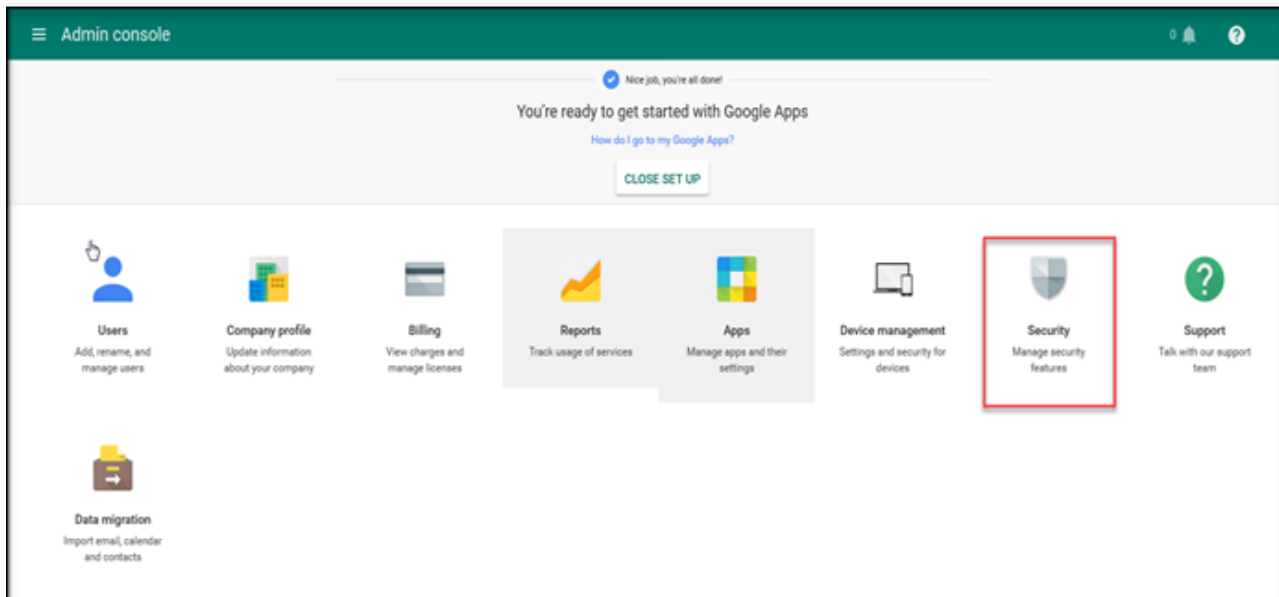 Admin console
0
Nice job, you're all done!
You're ready to get started with Google Apps
How do I go to my Google Apps?
CLOSE SET UP
Users
Add, rename, and
manage users
Company profile
Update information
about your company
Billing
View charges and
manage licenses
Reports
Track usage of services
Apps
Manage apps and their
settings
Device management
Settings and security for
devices
Security
Manage security
features
Support
Talk with our support
team
Data migration
Import email, calendar
and contacts